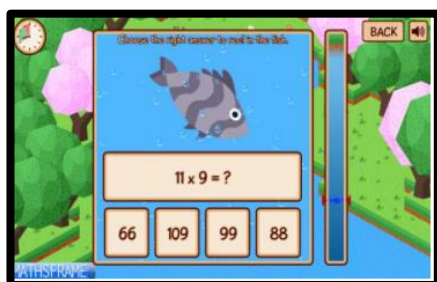 BACK
Choose the right answer to reel in the fish.
11 x 9 = ?
66 109 99 88
MATHSFRAME